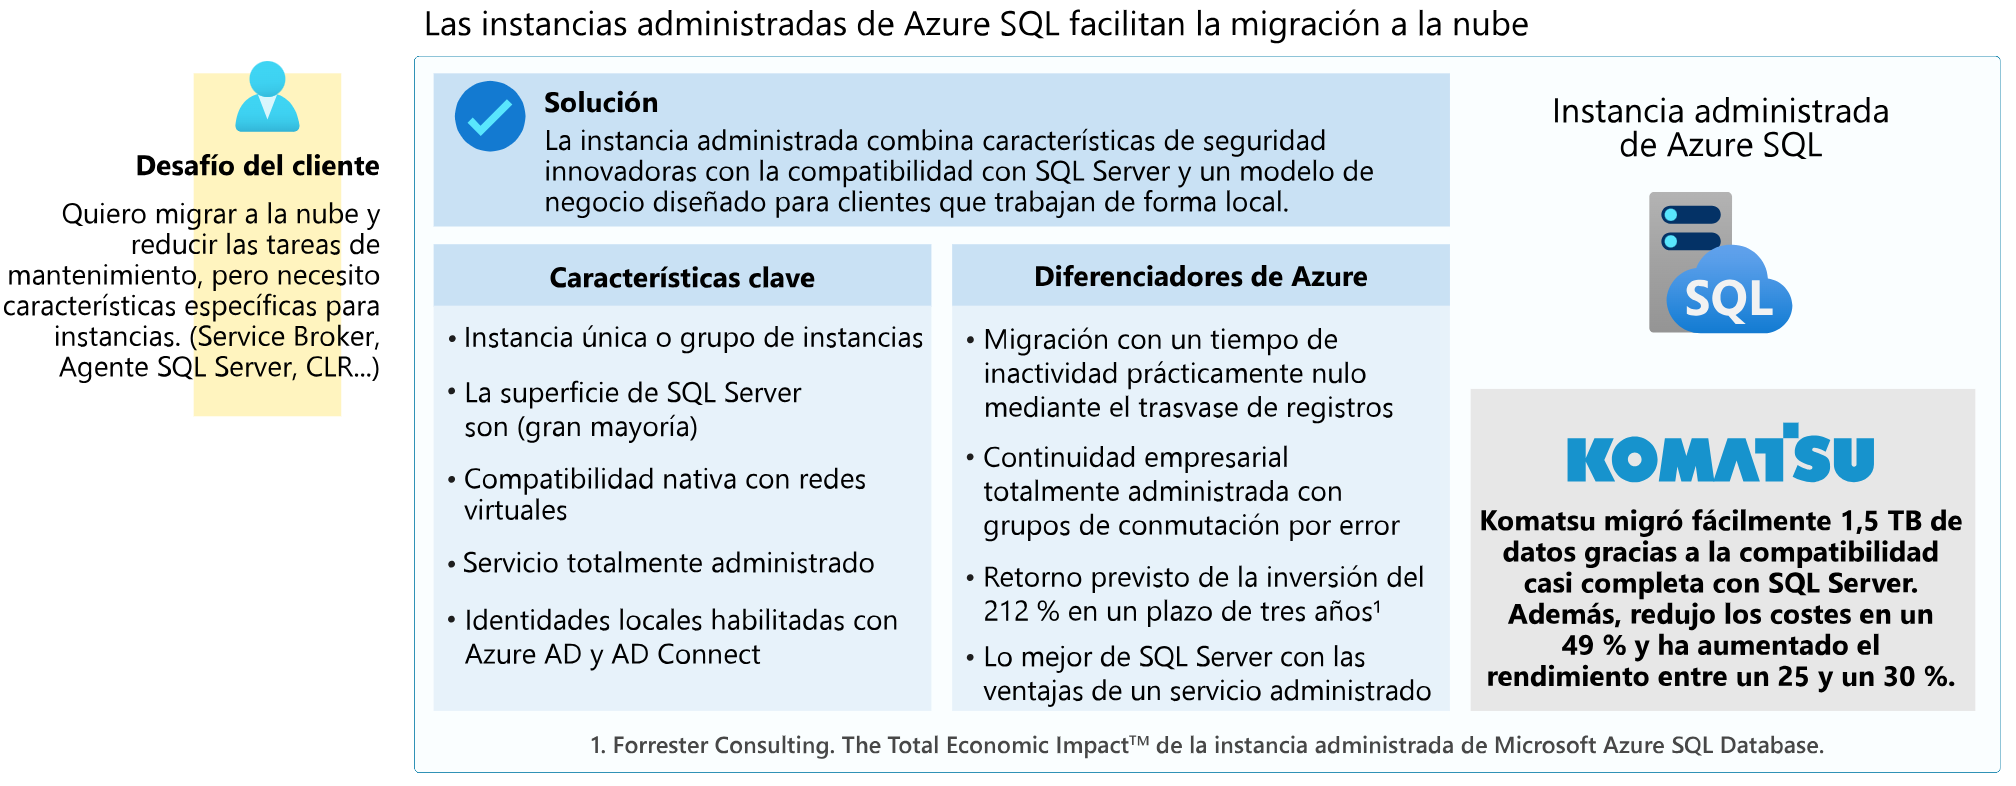 Las instancias administradas de Azure SQL facilitan la migración a la nube
Desafío del cliente
Quiero migrar a la nube y
reducir las tareas de
mantenimiento, pero necesito
características específicas para
instancias. (Service Broker,
Agente SQL Server, CLR...)
Solución
La instancia administrada combina características de seguridad
innovadoras con la compatibilidad con SQL Server y un modelo de
negocio diseñado para clientes que trabajan de forma local.
Características clave
• Instancia única o grupo de instancias
• La superficie de SQL Server
son (gran mayoría)
• Compatibilidad nativa con redes
virtuales
• Servicio totalmente administrado
• Identidades locales habilitadas con
Azure AD y AD Connect
Diferenciadores de Azure
• Migración con un tiempo de
inactividad prácticamente nulo
mediante el trasvase de registros
• Continuidad empresarial
totalmente administrada con
grupos de conmutación por error
• Retorno previsto de la inversión del
212 % en un plazo de tres años¹
• Lo mejor de SQL Server con las
ventajas de un servicio administrado
Instancia administrada
de Azure SQL
SQL
KOMATSU
Komatsu migró fácilmente 1,5 TB de
datos gracias a la compatibilidad
casi completa con SQL Server.
Además, redujo los costes en un
49 % y ha aumentado el
rendimiento entre un 25 y un 30 %.
1. Forrester Consulting. The Total Economic Impact™ de la instancia administrada de Microsoft Azure SQL Database.